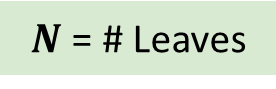 N = # Leaves